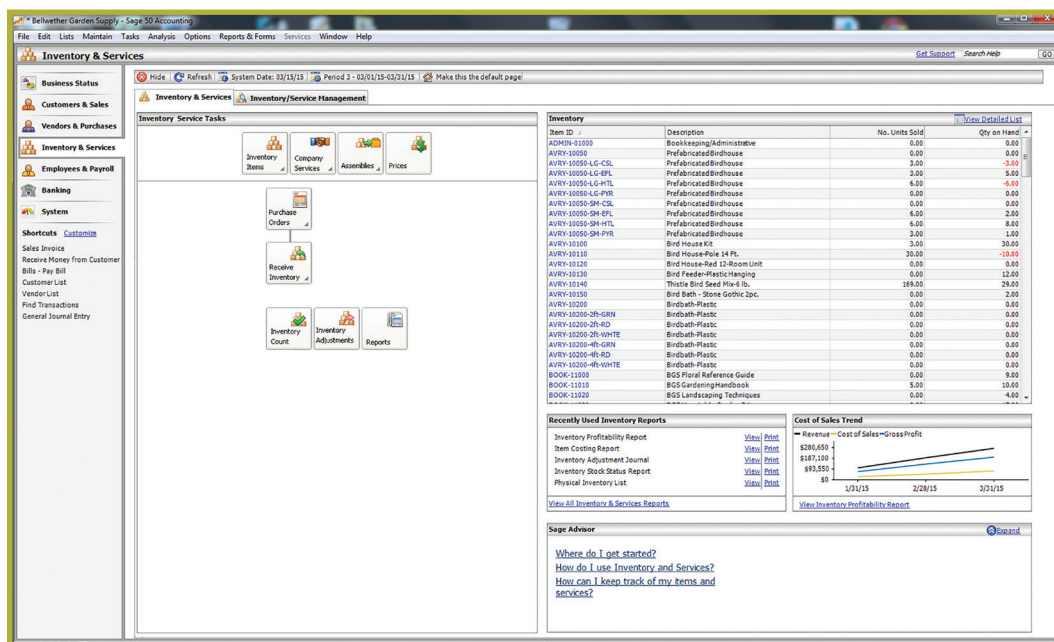 * Bellwether Garden Supply - Sage 50 Accounting
File Edit Lists Maintain Tasks Analysis Options Reports & Forms Services Window Help
Inventory & Services
Get Support Search Help GO
Business Status
Customers & Sales
Vendors & Purchases
Inventory & Services
Employees & Payroll
Banking
System
Shortcuts Customize
Sales Invoice
Receive Money from Customer
Bills - Pay Bill
Customer List
Vendor List
Find Transactions
General Journal Entry
Hide Refresh System Date: 03/15/15 Period 3 - 03/01/15-03/31/15 Make this the default page
Inventory & Services Inventory/Service Management
Inventory Service Tasks
Inventory Items
Company Services
Assemblies
Prices
Purchase Orders
Receive Inventory
Inventory Count
Inventory Adjustments
Reports
Inventory View Detailed List
Item ID / Description No. Units Sold Qty on Hand
ADMIN-01000 Bookkeeping/Administrative 0.00 0.00
AVRY-10050 Prefabricated Birdhouse 0.00 0.00
AVRY-10050-LG-CSL Prefabricated Birdhouse 3.00 -3.00
AVRY-10050-LG-EFL Prefabricated Birdhouse 3.00 5.00
AVRY-10050-LG-HTL Prefabricated Birdhouse 6.00 -6.00
AVRY-10050-LG-PYR Prefabricated Birdhouse 0.00 0.00
AVRY-10050-SM-CSL Prefabricated Birdhouse 0.00 0.00
AVRY-10050-SM-EFL Prefabricated Birdhouse 6.00 2.00
AVRY-10050-SM-HTL Prefabricated Birdhouse 6.00 8.00
AVRY-10050-SM-PYR Prefabricated Birdhouse 3.00 1.00
AVRY-10100 Bird House Kit 3.00 30.00
AVRY-10110 Bird House-Pole 14 Ft. 30.00 -10.00
AVRY-10120 Bird House-Red 12-Room Unit 0.00 0.00
AVRY-10130 Bird Feeder-Plastic Hanging 0.00 12.00
AVRY-10140 Thistle Bird Seed Mix-6 lb. 169.00 29.00
AVRY-10150 Bird Bath - Stone Gothic 2pc. 0.00 2.00
AVRY-10200 Birdbath-Plastic 0.00 0.00
AVRY-10200-2ft-GRN Birdbath-Plastic 0.00 0.00
AVRY-10200-2ft-RD Birdbath-Plastic 0.00 0.00
AVRY-10200-2ft-WHTE Birdbath-Plastic 0.00 0.00
AVRY-10200-4ft-GRN Birdbath-Plastic 0.00 0.00
AVRY-10200-4ft-RD Birdbath-Plastic 0.00 0.00
AVRY-10200-4ft-WHTE Birdbath-Plastic 0.00 0.00
BOOK-11000 BGS Floral Reference Guide 0.00 9.00
BOOK-11010 BGS Gardening Handbook 5.00 10.00
BOOK-11020 BGS Landscaping Techniques 0.00 4.00
Recently Used Inventory Reports
Inventory Profitability Report View Print
Item Costing Report View Print
Inventory Adjustment Journal View Print
Inventory Stock Status Report View Print
Physical Inventory List View Print
View All Inventory & Services Reports
Cost of Sales Trend
Revenue Cost of Sales Gross Profit
$280,650
$187,100
$93,550
$0
1/31/15 2/28/15 3/31/15
View Inventory Profitability Report
Sage Advisor Expand
Where do I get started?
How do I use Inventory and Services?
How can I keep track of my items and
services?